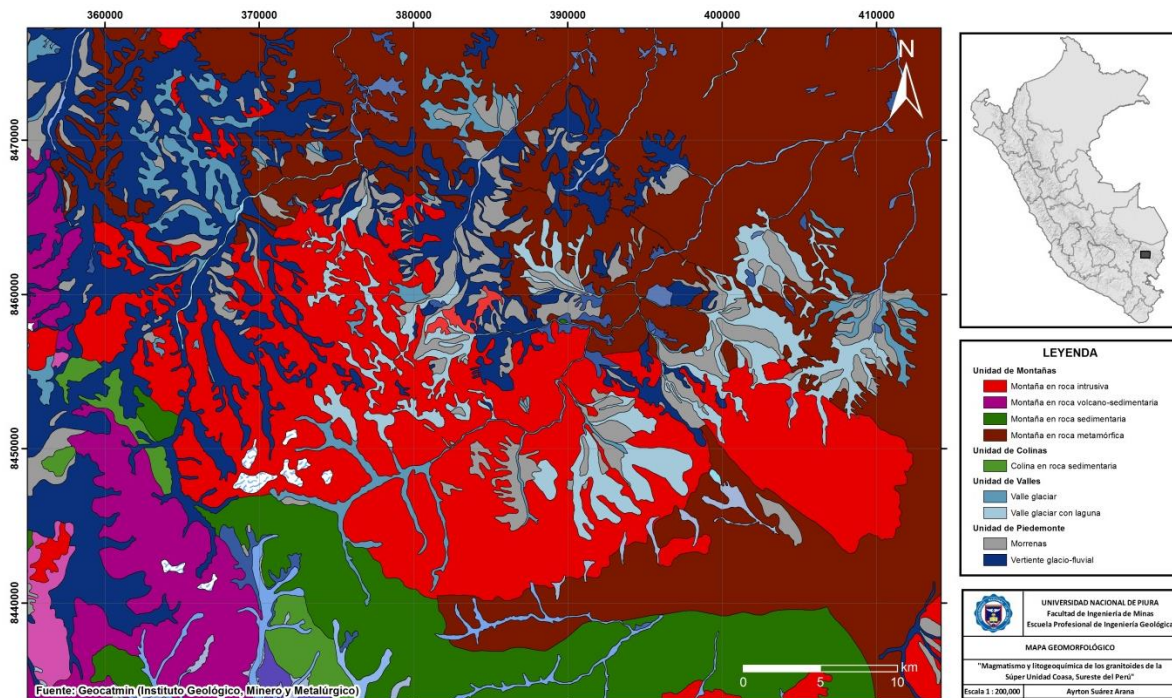 360000 370000 380000 390000 400000 410000
N
8470000
8460000
8450000
8440000
0 5 10
km
Fuente: Geocatmin (Instituto Geológico, Minero y Metalúrgico)
LEYENDA
Unidad de Montañas
Montaña en roca intrusiva
Montaña en roca volcano-sedimentaria
Montaña en roca sedimentaria
Montaña en roca metamórfica
Unidad de Colinas
Colina en roca sedimentaria
Unidad de Valles
Valle glaciar
Valle glaciar con laguna
Unidad de Piedemonte
Morrenas
Vertiente glacio-fluvial
UNIVERSIDAD NACIONAL DE PIURA
Facultad de Ingeniería de Minas
Escuela Profesional de Ingeniería Geológica
MAPA GEOMORFOLÓGICO
"Magmatismo y litogeoquímica de los granitoides de la
Súper Unidad Coasa, Sureste del Perú"
Escala 1 : 200,000 Ayrton Suárez Arana